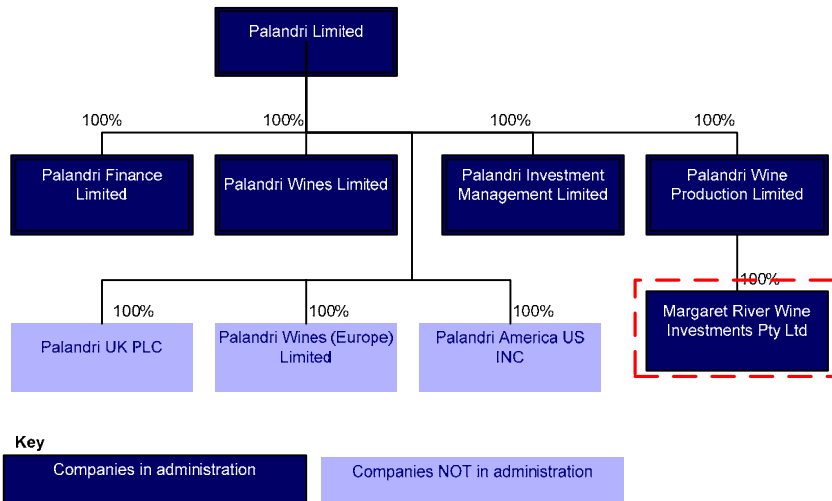 Palandri Limited
100%
100%
100%
100%
Palandri Finance
Limited
Palandri Wines Limited
Palandri Investment
Management Limited
Palandri Wine
Production Limited
100%
100%
100%
100%
Palandri UK PLC
Palandri Wines (Europe)
Limited
Palandri America US
INC
Margaret River Wine
Investments Pty Ltd
Key
Companies in administration
Companies NOT in administration